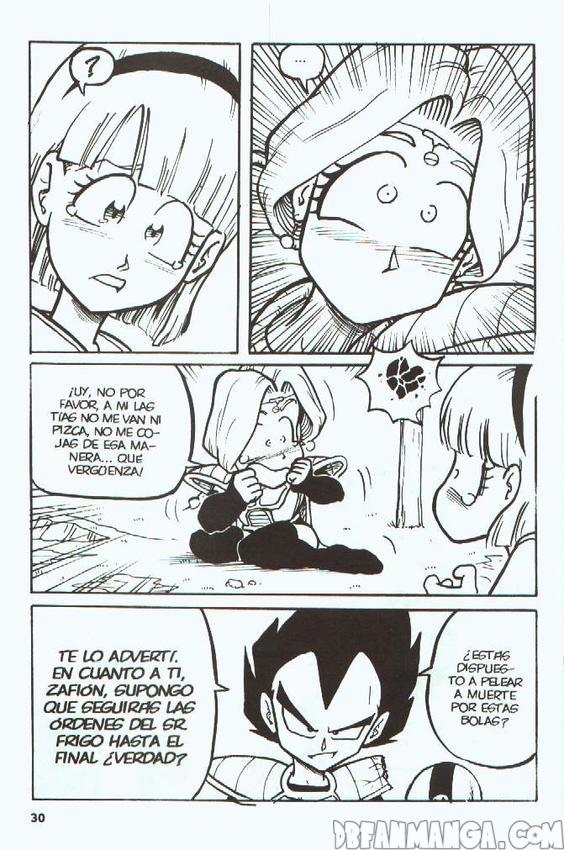 ?
...
¡UY, NO POR
FAVOR, A MI LAS
TÍAS NO ME VAN NI
PIZCA, NO ME CO-
JAS DE ESA MA-
NERA... QUE
VERGÜENZA!
TE LO ADVERTÍ.
EN CUANTO A TI,
ZAFIÓN, SUPONGO
QUE SEGUIRÁS LAS
ÓRDENES DEL SR.
FRIGO HASTA EL
FINAL ¿VERDAD?
¿ESTÁS
DISPUES-
TO A PELEAR
A MUERTE
POR ESTAS
BOLAS?
30
DBFANMANGA.COM